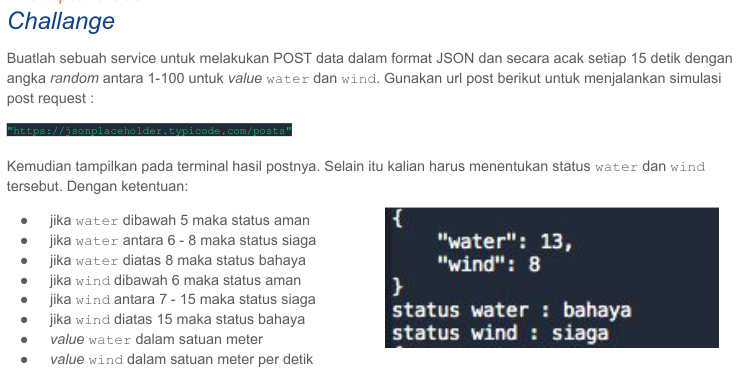 Challange
Buatlah sebuah service untuk melakukan POST data dalam format JSON dan secara acak setiap 15 detik dengan
angka random antara 1-100 untuk value water dan wind. Gunakan url post berikut untuk menjalankan simulasi
post request :
"https://jsonplaceholder.typicode.com/posts"
Kemudian tampilkan pada terminal hasil postnya. Selain itu kalian harus menentukan status water dan wind
tersebut. Dengan ketentuan:
● jika water dibawah 5 maka status aman
● jika water antara 6 - 8 maka status siaga
● jika water diatas 8 maka status bahaya
● jika wind dibawah 6 maka status aman
● jika wind antara 7 - 15 maka status siaga
● jika wind diatas 15 maka status bahaya
● value water dalam satuan meter
● value wind dalam satuan meter per detik
{
"water": 13,
"wind": 8
}
status water : bahaya
status wind : siaga